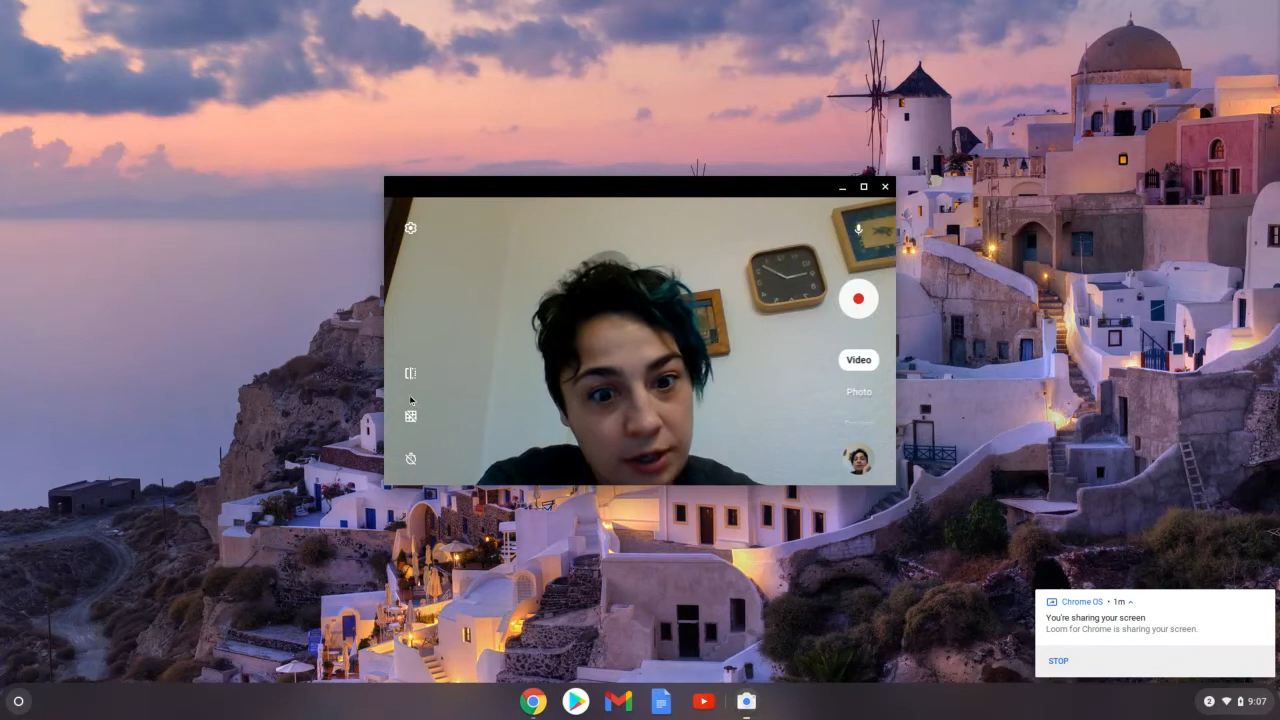 Video
Photo
Chrome OS • 1m
You're sharing your screen
Loom for Chrome is sharing your screen.
STOP
2
9:07